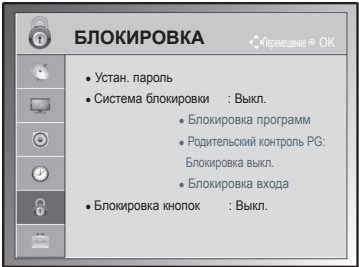 БЛОКИРОВКА
Перемещение OK
• Устан. пароль
• Система блокировки : Выкл.
• Блокировка программ
• Родительский контроль PG:
Блокировка выкл.
• Блокировка входа
• Блокировка кнопок : Выкл.